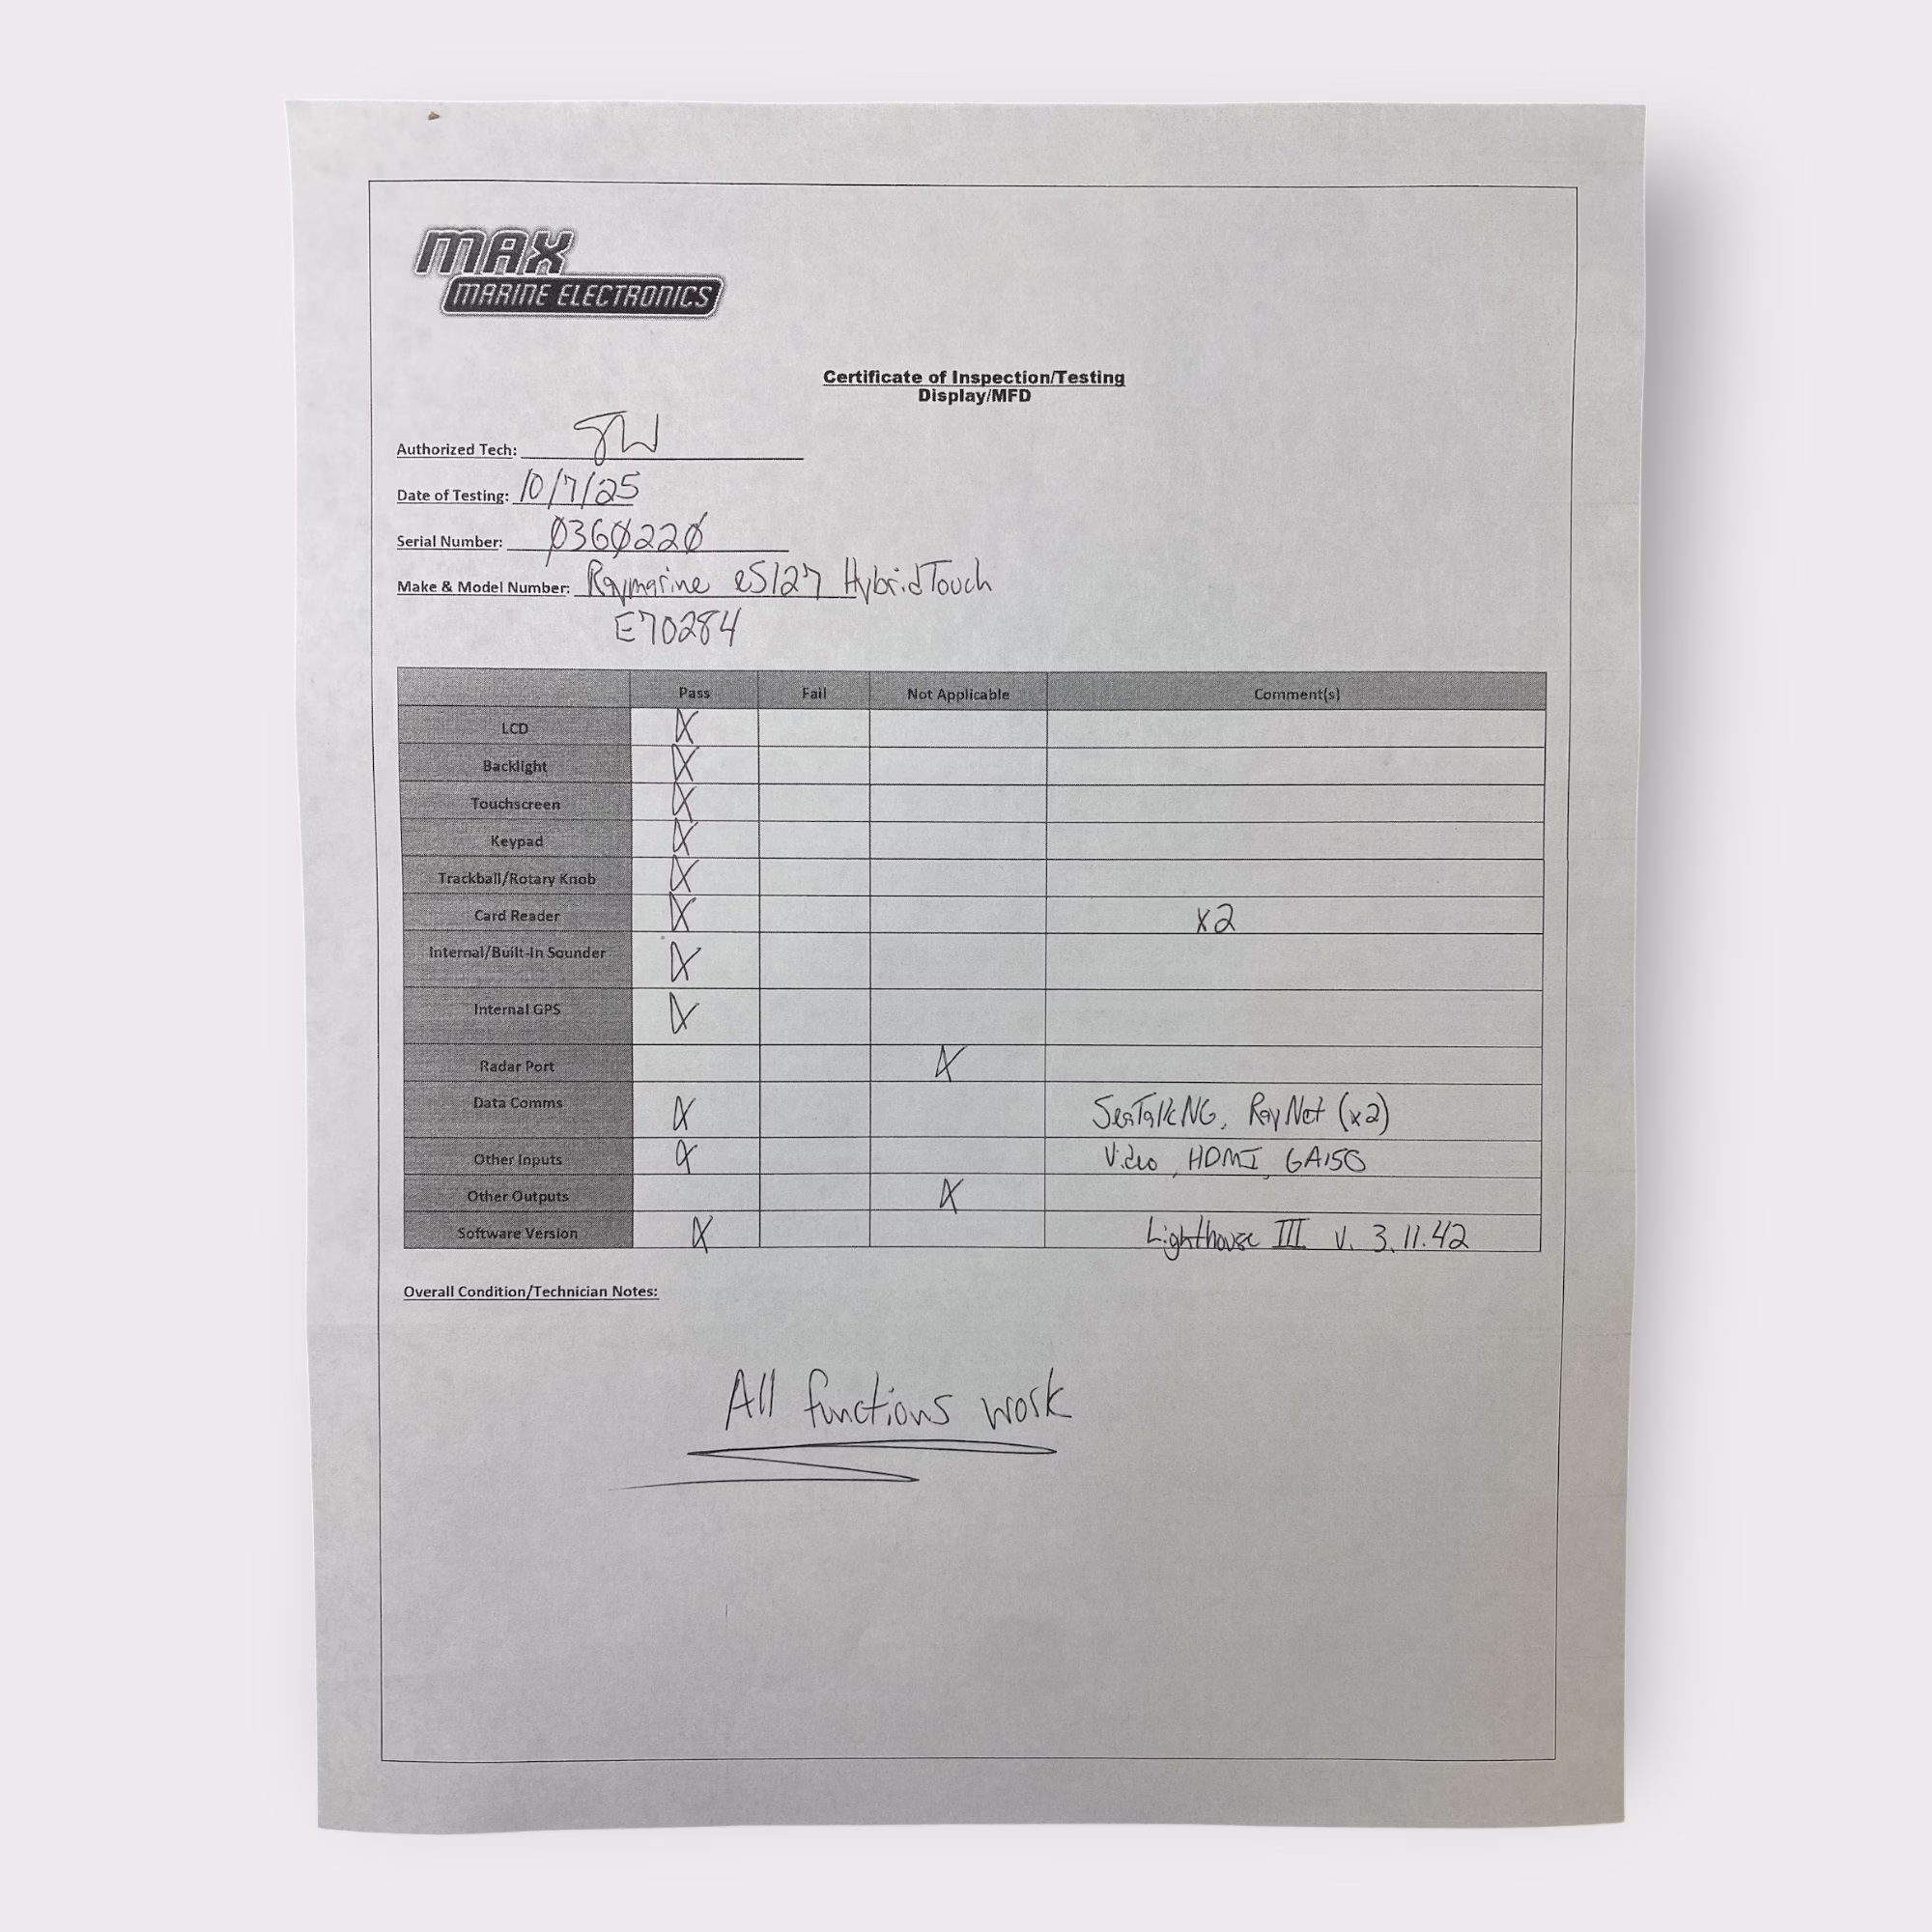 MAX
MARINE ELECTRONICS
Certificate of Inspection/Testing
Display/MFD
Authorized Tech: JW
Date of Testing: 10/7/25
Serial Number: 0360220
Make & Model Number: Raymarine eS127 HybridTouch
E70284
Pass Fail Not Applicable Comment(s)
LCD X
Backlight X
Touchscreen X
Keypad X
Trackball/Rotary Knob X
Card Reader X x2
Internal/Built-In Sounder X
Internal GPS X
Radar Port X
Data Comms X SeaTalkNG, RayNet (x2)
Other Inputs X Video, HDMI, GA150
Other Outputs X
Software Version X Lighthouse III v. 3.11.42
Overall Condition/Technician Notes:
All functions work